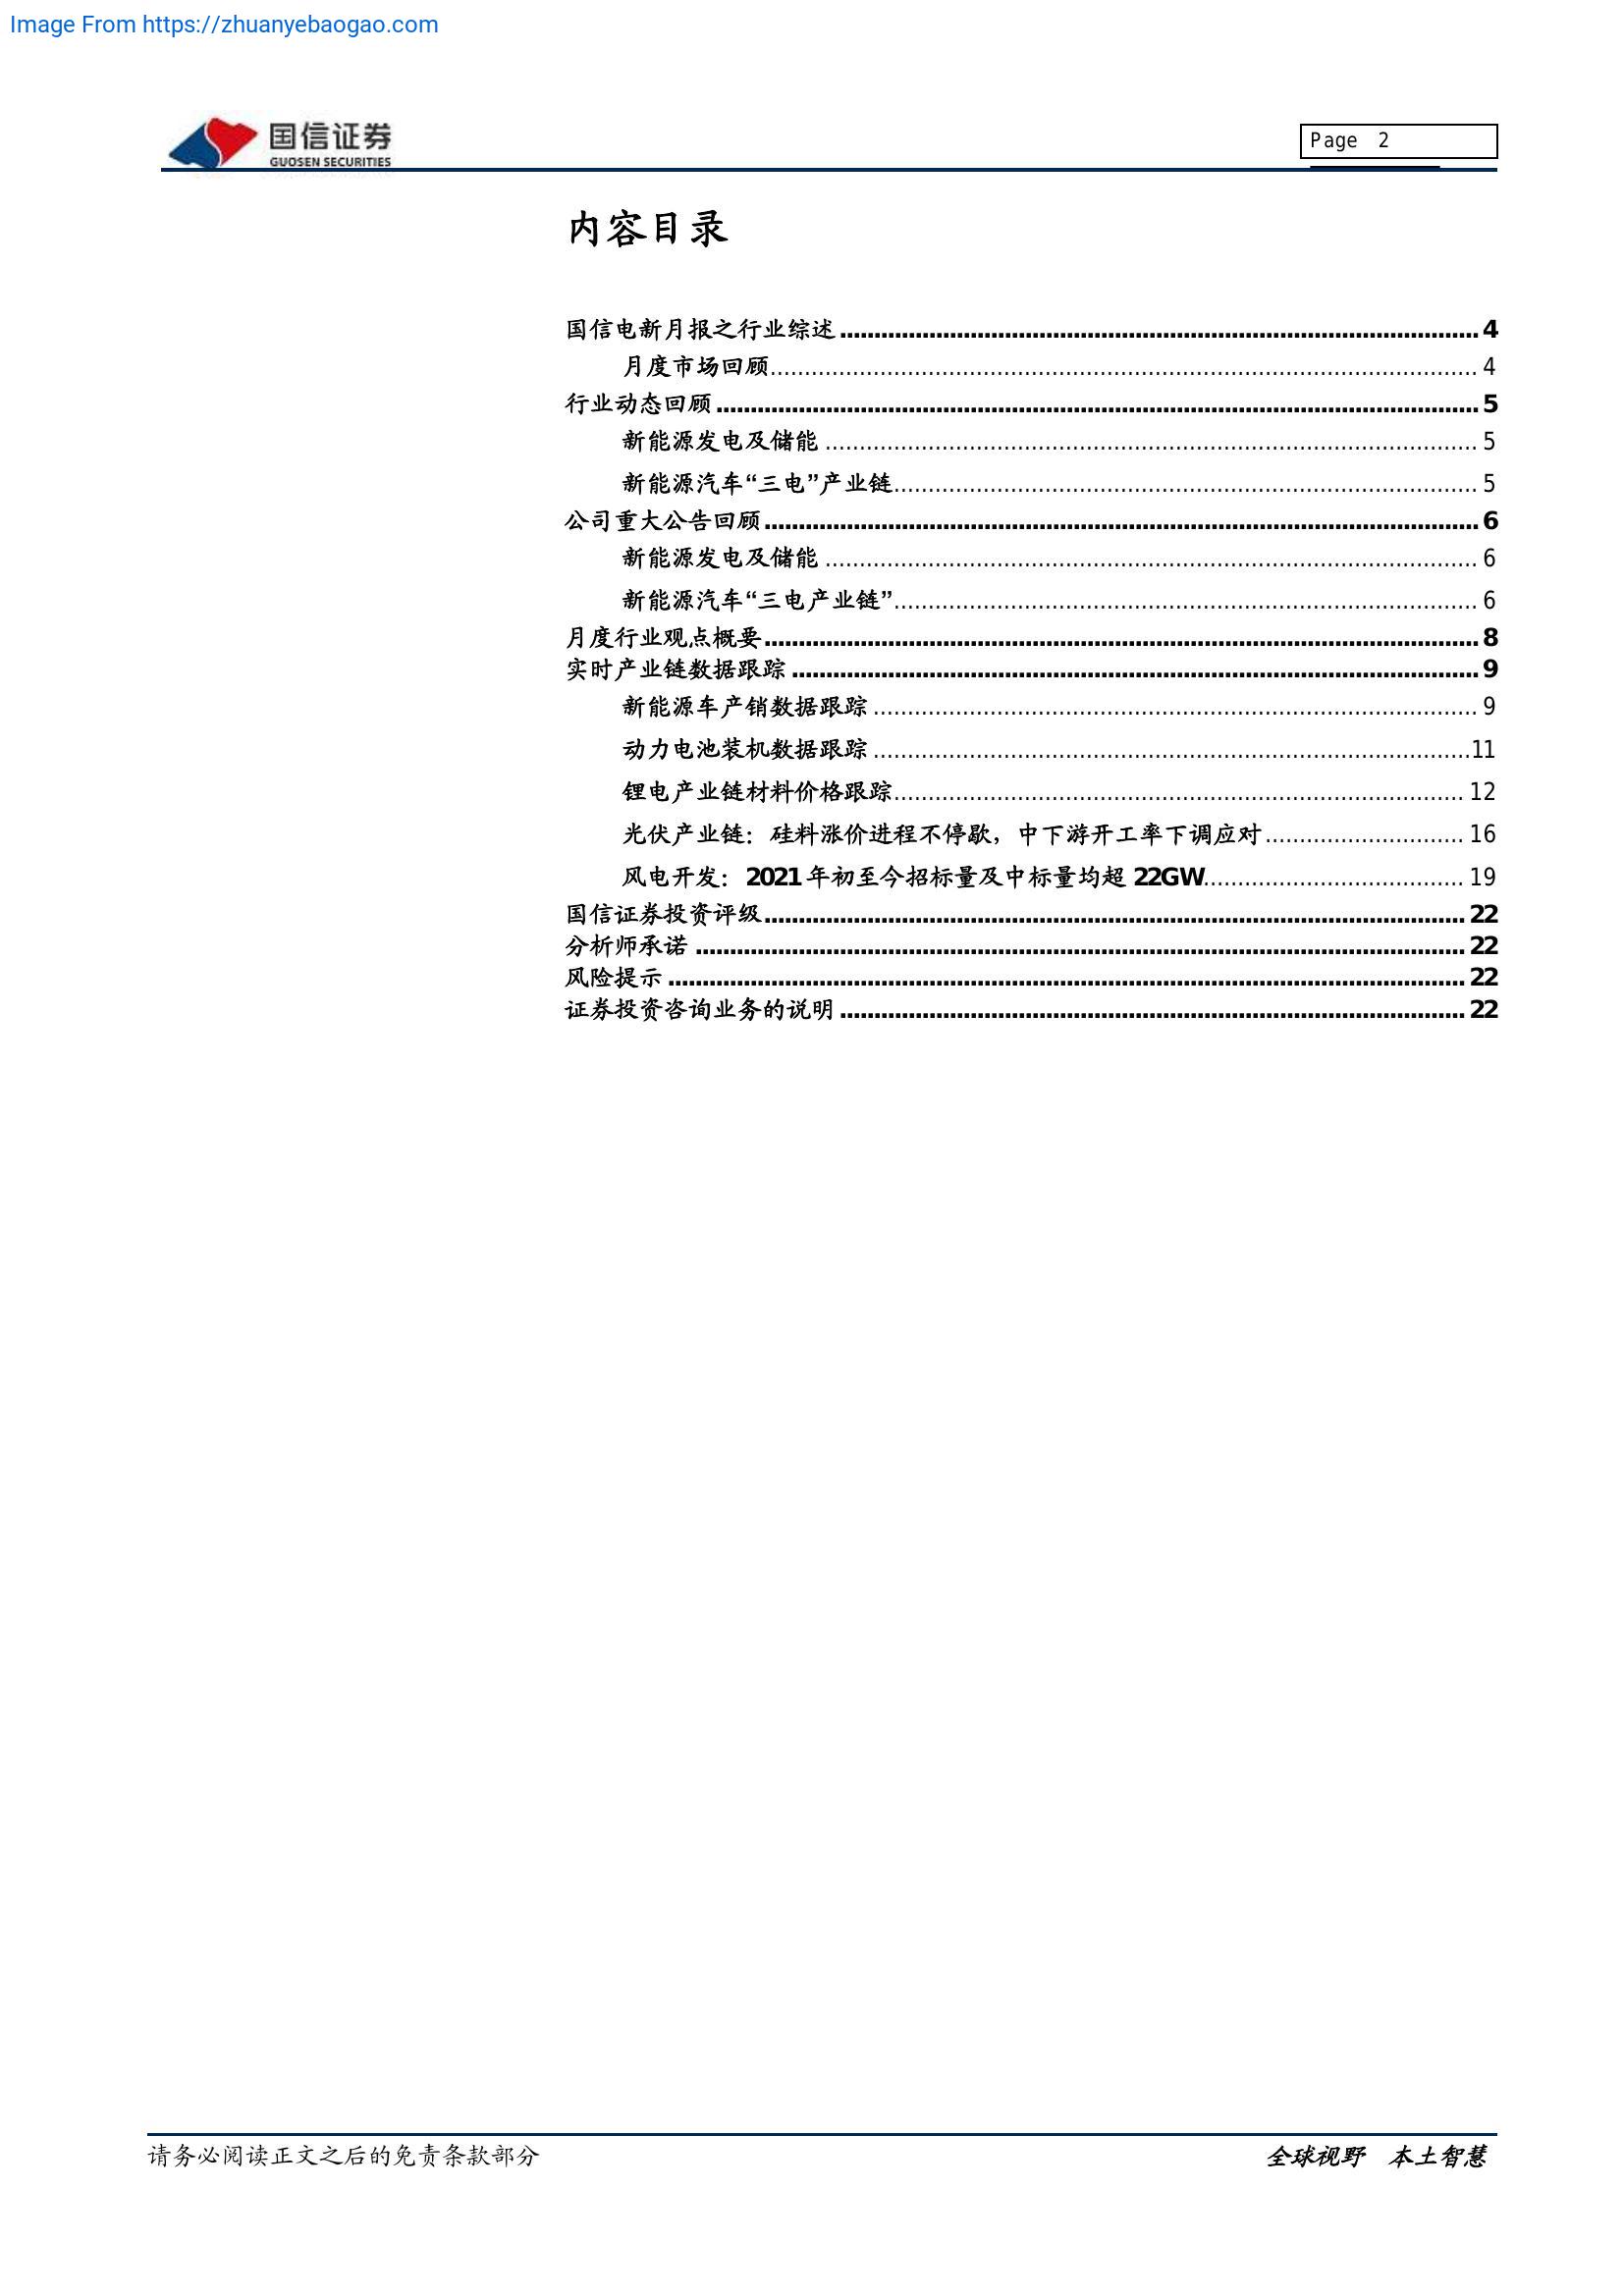 Image From https://zhuanyebaogao.com
国信证券
GUOSEN SECURITIES
Page 2
内容目录
国信电新月报之行业综述 4
月度市场回顾 4
行业动态回顾 5
新能源发电及储能 5
新能源汽车“三电”产业链 5
公司重大公告回顾 6
新能源发电及储能 6
新能源汽车“三电产业链” 6
月度行业观点概要 8
实时产业链数据跟踪 9
新能源车产销数据跟踪 9
动力电池装机数据跟踪 11
锂电产业链材料价格跟踪 12
光伏产业链：硅料涨价进程不停歇，中下游开工率下调应对 16
风电开发：2021 年初至今招标量及中标量均超 22GW 19
国信证券投资评级 22
分析师承诺 22
风险提示 22
证券投资咨询业务的说明 22
请务必阅读正文之后的免责条款部分
全球视野 本土智慧